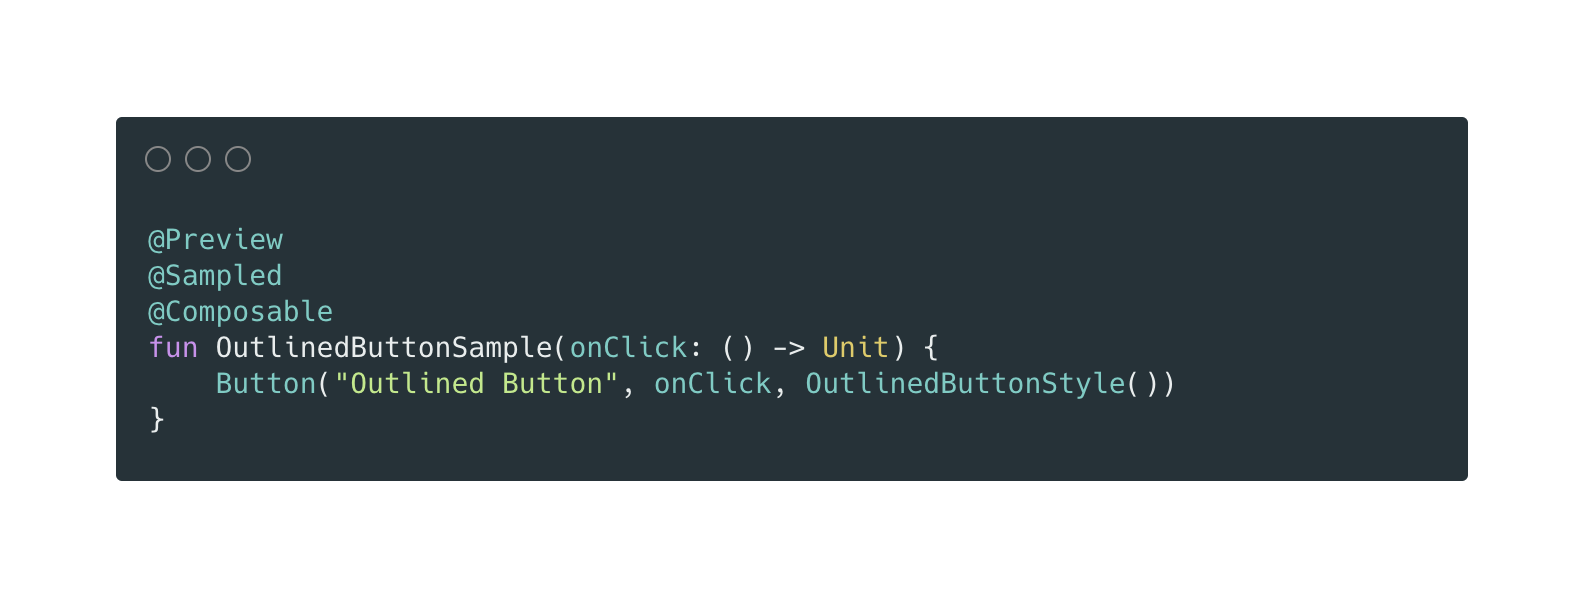 @Preview
@Sampled
@Composable
fun OutlinedButtonSample(onClick: () -> Unit) {
    Button("Outlined Button", onClick, OutlinedButtonStyle())
}